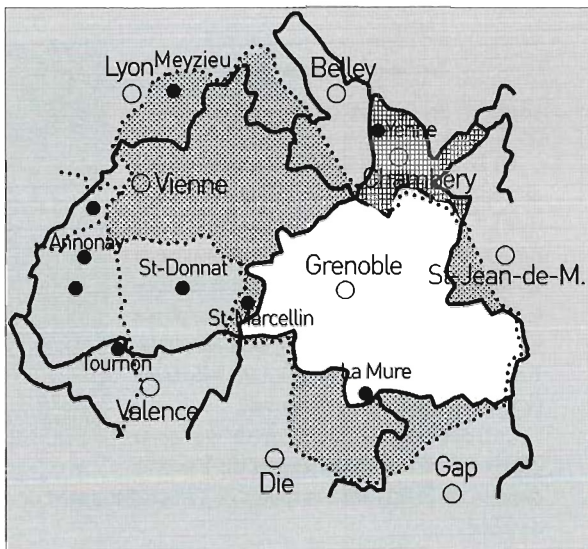 Lyon
Meyzieu
Belley
Vienne
Chambéry
Annonay
St-Donnat
Grenoble
St-Jean-de-M.
St-Marcellin
Tournon
La Mure
Valence
Die
Gap